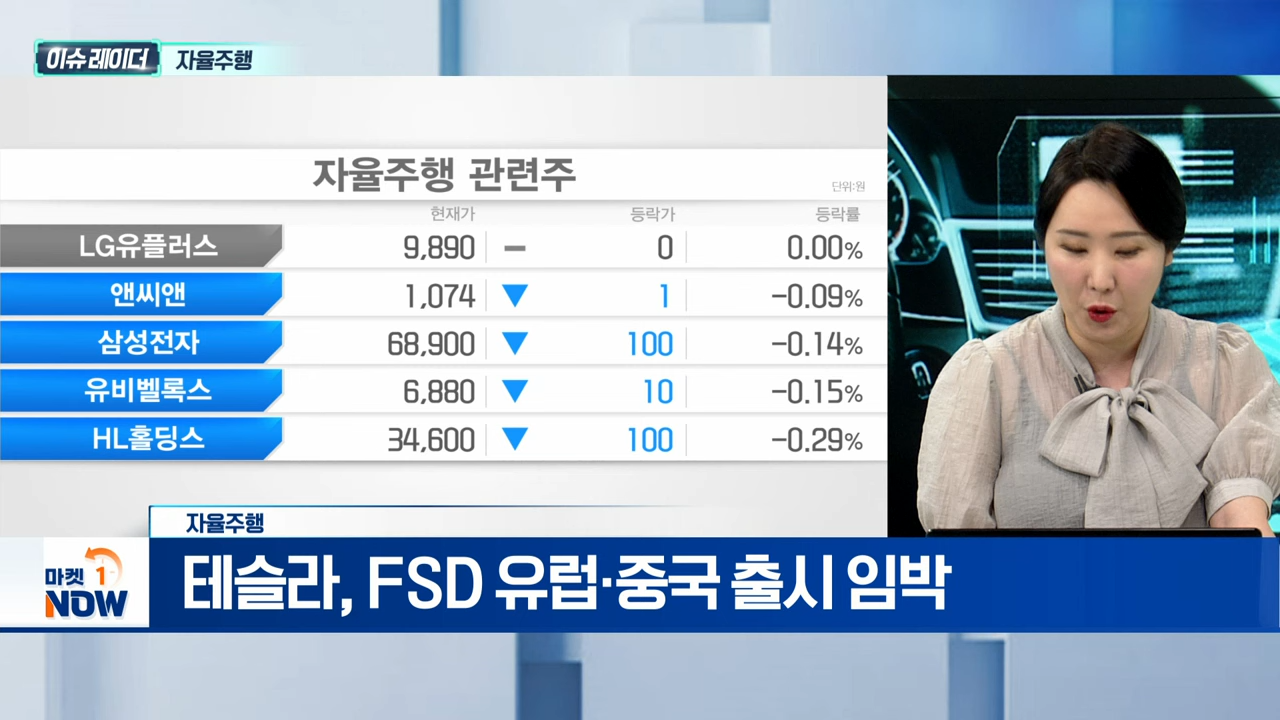 이슈 레이더 자율주행
자율주행 관련주
단위:원
현재가 등락가 등락률
LG유플러스 9,890 0 0.00%
앤씨앤 1,074 ▼ 1 -0.09%
삼성전자 68,900 ▼ 100 -0.14%
유비벨록스 6,880 ▼ 10 -0.15%
HL홀딩스 34,600 ▼ 100 -0.29%
자율주행
마켓 1
NOW
테슬라, FSD 유럽·중국 출시 임박